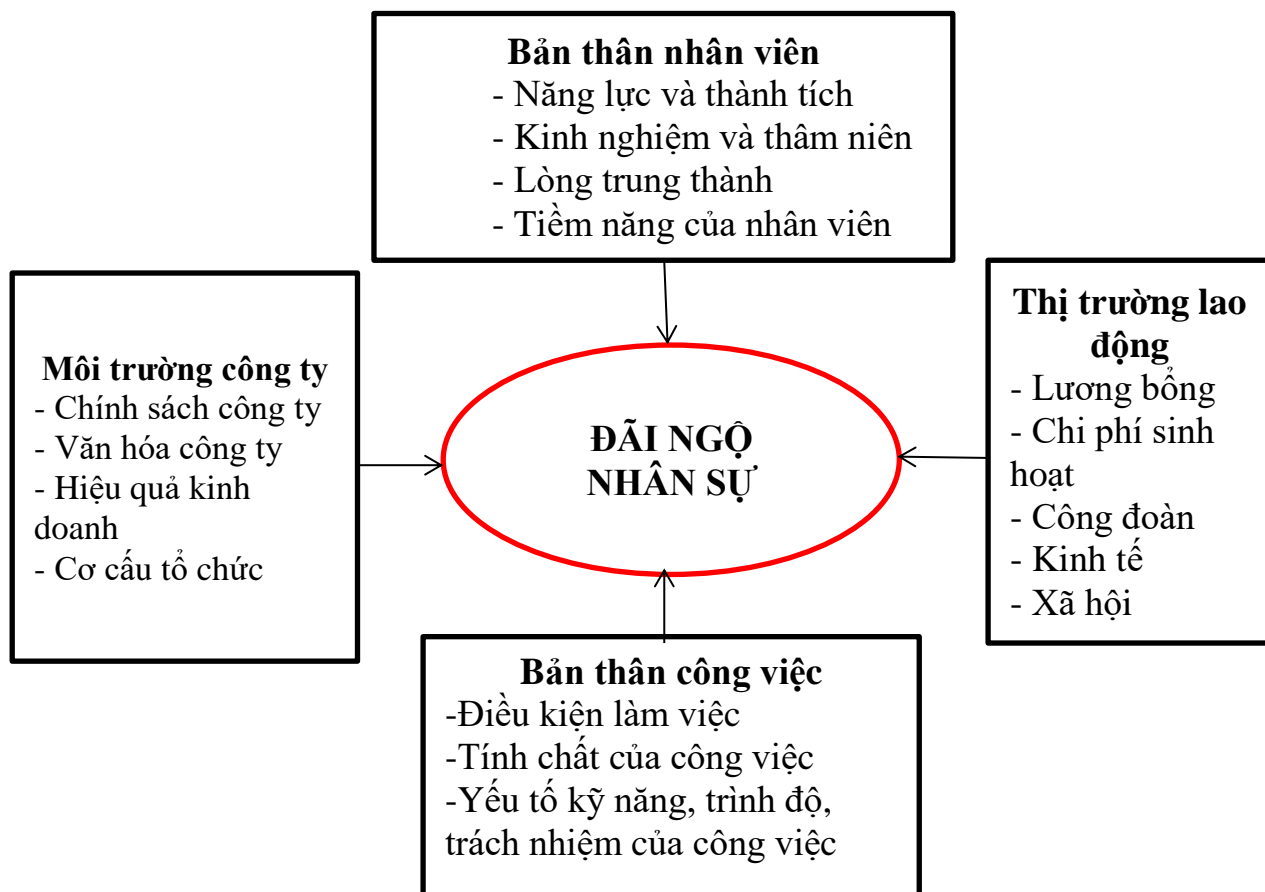 Bản thân nhân viên
- Năng lực và thành tích
- Kinh nghiệm và thâm niên
- Lòng trung thành
- Tiềm năng của nhân viên
Môi trường công ty
- Chính sách công ty
- Văn hóa công ty
- Hiệu quả kinh
doanh
- Cơ cấu tổ chức
ĐÃI NGỘ
NHÂN SỰ
Thị trường lao
động
- Lương bổng
- Chi phí sinh
hoạt
- Công đoàn
- Kinh tế
- Xã hội
Bản thân công việc
-Điều kiện làm việc
-Tính chất của công việc
-Yếu tố kỹ năng, trình độ,
trách nhiệm của công việc